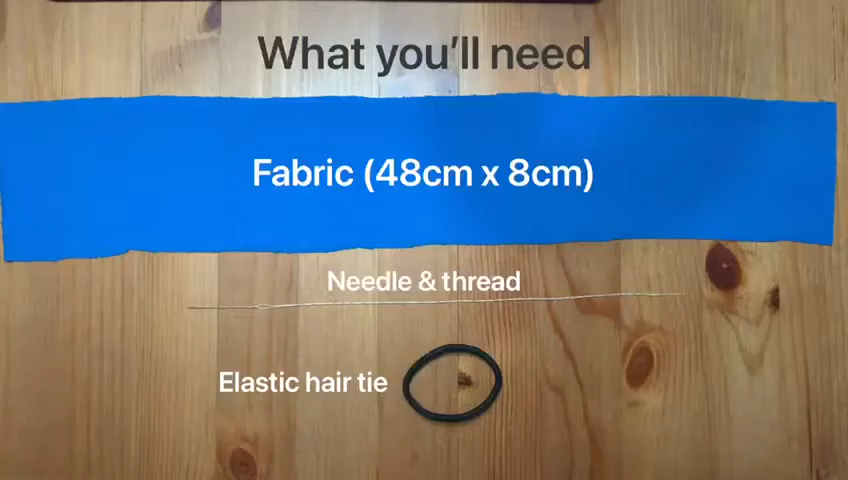 What you’ll need
Fabric (48cm x 8cm)
Needle & thread
Elastic hair tie